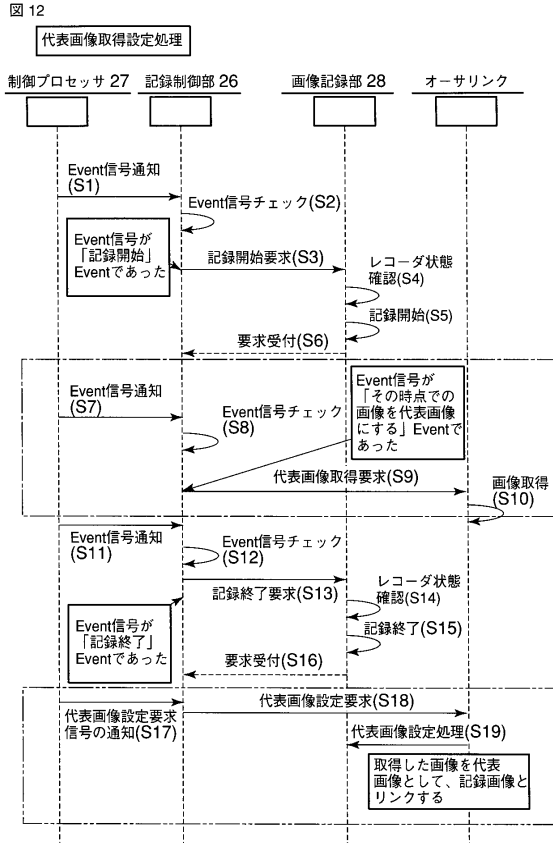 図 12
代表画像取得設定処理
制御プロセッサ 27
記録制御部 26
画像記録部 28
オーサリンク
Event信号通知
(S1)
Event信号チェック(S2)
Event信号が
「記録開始」
Eventであった
記録開始要求(S3)
レコーダ状態
確認(S4)
記録開始(S5)
要求受付(S6)
Event信号が
「その時点での
画像を代表画像
にする」Eventで
あった
Event信号通知
(S7)
Event信号チェック
(S8)
代表画像取得要求(S9)
画像取得
(S10)
Event信号通知
(S11)
Event信号チェック
(S12)
記録終了要求(S13)
レコーダ状態
確認(S14)
Event信号が
「記録終了」
Eventであった
記録終了(S15)
要求受付(S16)
代表画像設定要求
信号の通知(S17)
代表画像設定要求(S18)
代表画像設定処理(S19)
取得した画像を代表
画像として、記録画像と
リンクする